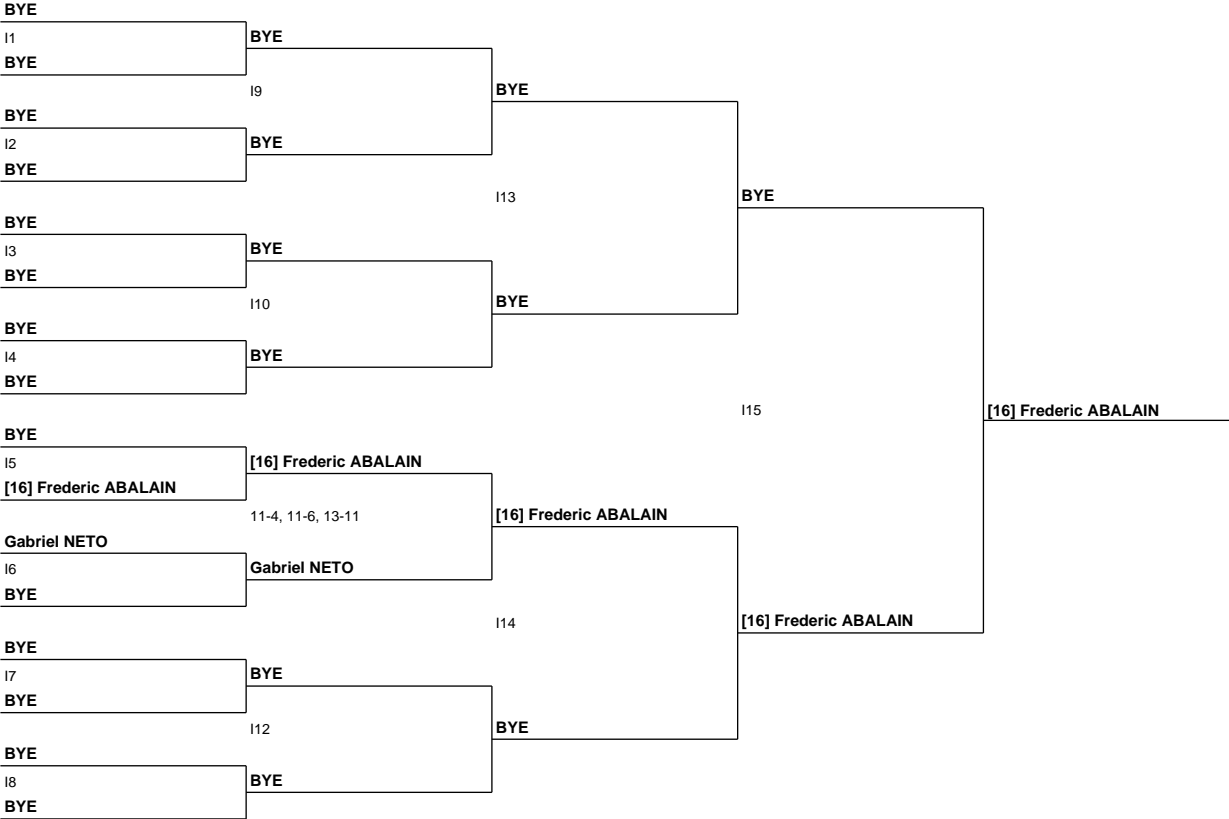 BYE
I1
BYE
BYE
I9
BYE
BYE
I2
BYE
BYE
I13
BYE
BYE
I3
BYE
BYE
I10
BYE
BYE
I4
BYE
BYE
I15
[16] Frederic ABALAIN
BYE
I5
[16] Frederic ABALAIN
[16] Frederic ABALAIN
11-4, 11-6, 13-11
[16] Frederic ABALAIN
Gabriel NETO
I6
Gabriel NETO
BYE
I14
[16] Frederic ABALAIN
BYE
I7
BYE
BYE
I12
BYE
BYE
I8
BYE
BYE